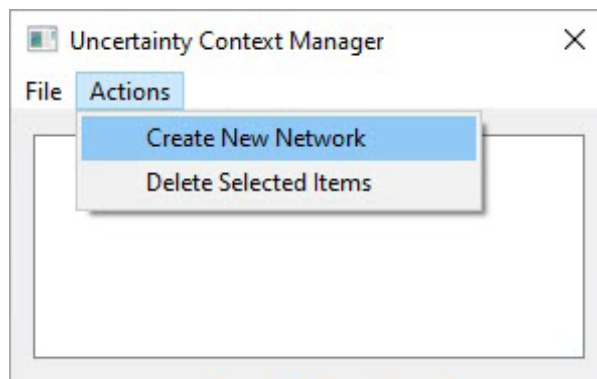 Uncertainty Context Manager
File Actions
Create New Network
Delete Selected Items